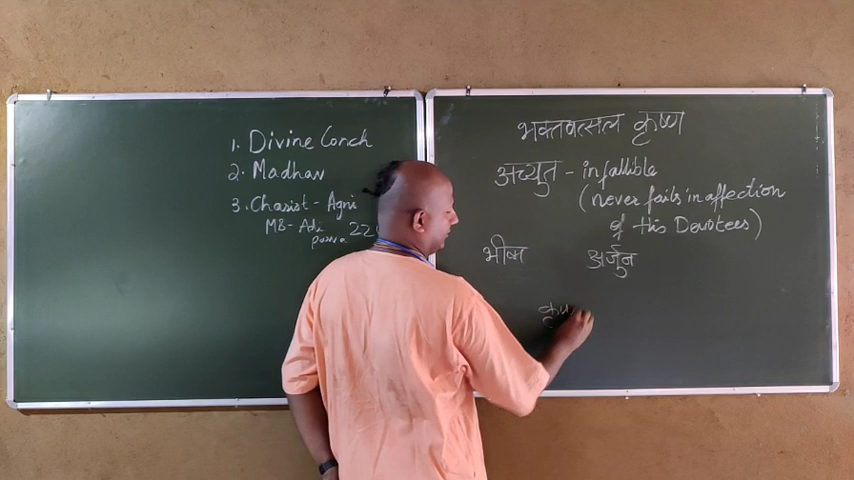 1. Divine Conch
2. Madhav
3. Chariot - Agni
MB - Adi
parva 22
भक्तवत्सल कृष्ण
अच्युत - infallible
(never fails in affection
of His Devotees)
भीष्म अर्जुन